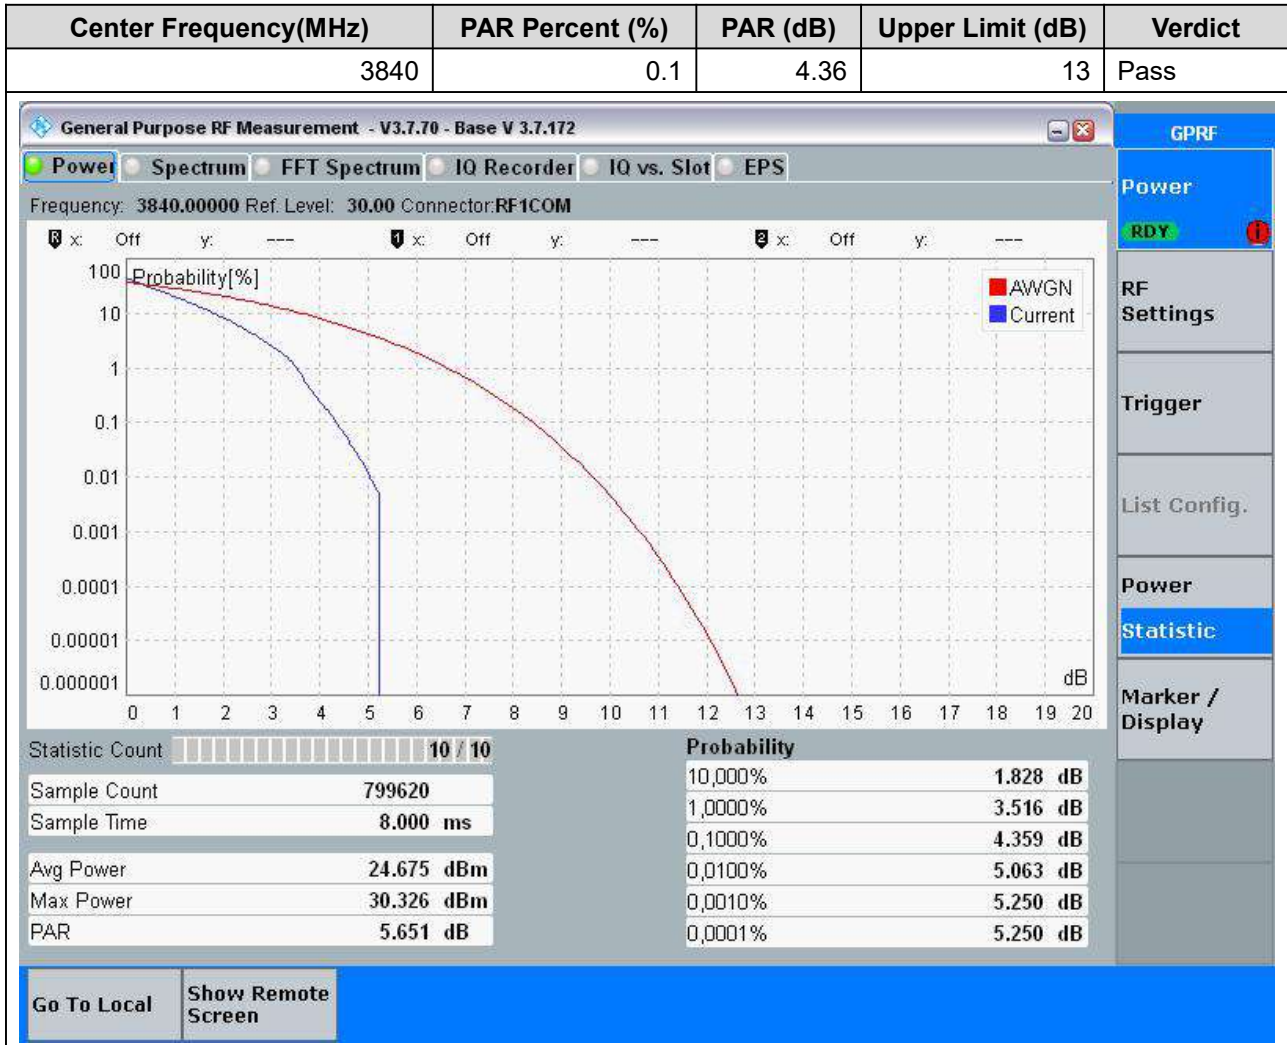 Center Frequency(MHz) PAR Percent (%) PAR (dB) Upper Limit (dB) Verdict
3840 0.1 4.36 13 Pass
General Purpose RF Measurement - V3.7.70 - Base V 3.7.172
GPRF
Power Spectrum FFT Spectrum IQ Recorder IQ vs. Slot EPS
Power
RDY
Frequency: 3840.00000 Ref. Level: 30.00 Connector:RF1COM
R x: Off y: --- 1 x: Off y: --- 2 x: Off y: ---
Probability[%]
AWGN
Current
100
10
1
0.1
0.01
0.001
0.0001
0.00001
0.000001
dB
0 1 2 3 4 5 6 7 8 9 10 11 12 13 14 15 16 17 18 19 20
RF
Settings
Trigger
List Config.
Power
Statistic
Marker /
Display
Statistic Count 10 / 10
Sample Count 799620
Sample Time 8.000 ms
Avg Power 24.675 dBm
Max Power 30.326 dBm
PAR 5.651 dB
Probability
10,000% 1.828 dB
1,0000% 3.516 dB
0,1000% 4.359 dB
0,0100% 5.063 dB
0,0010% 5.250 dB
0,0001% 5.250 dB
Go To Local
Show Remote
Screen